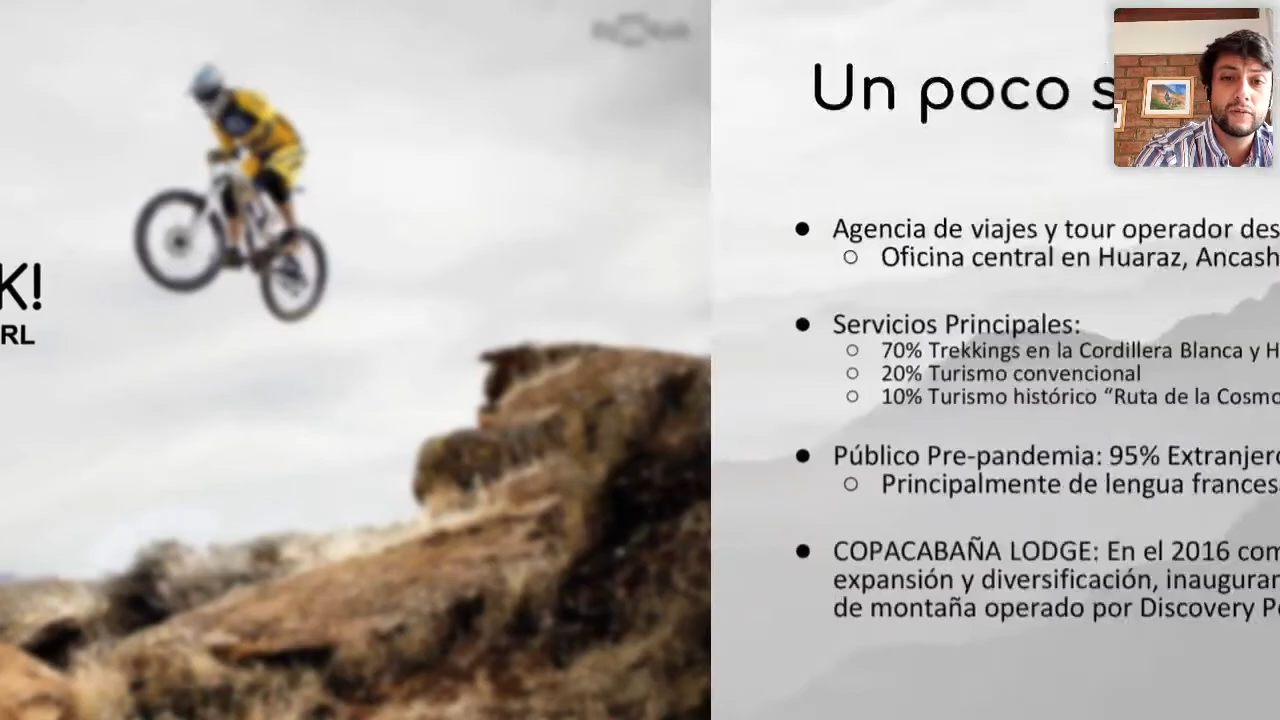 K!
RL
Un poco
Agencia de viajes y tour operador des
Oficina central en Huaraz, Ancash
Servicios Principales:
70% Trekkings en la Cordillera Blanca y H
20% Turismo convencional
10% Turismo histórico “Ruta de la Cosmo
Público Pre-pandemia: 95% Extranjero
Principalmente de lengua frances
COPACABAÑA LODGE: En el 2016 com
expansión y diversificación, inauguran
de montaña operado por Discovery Pe